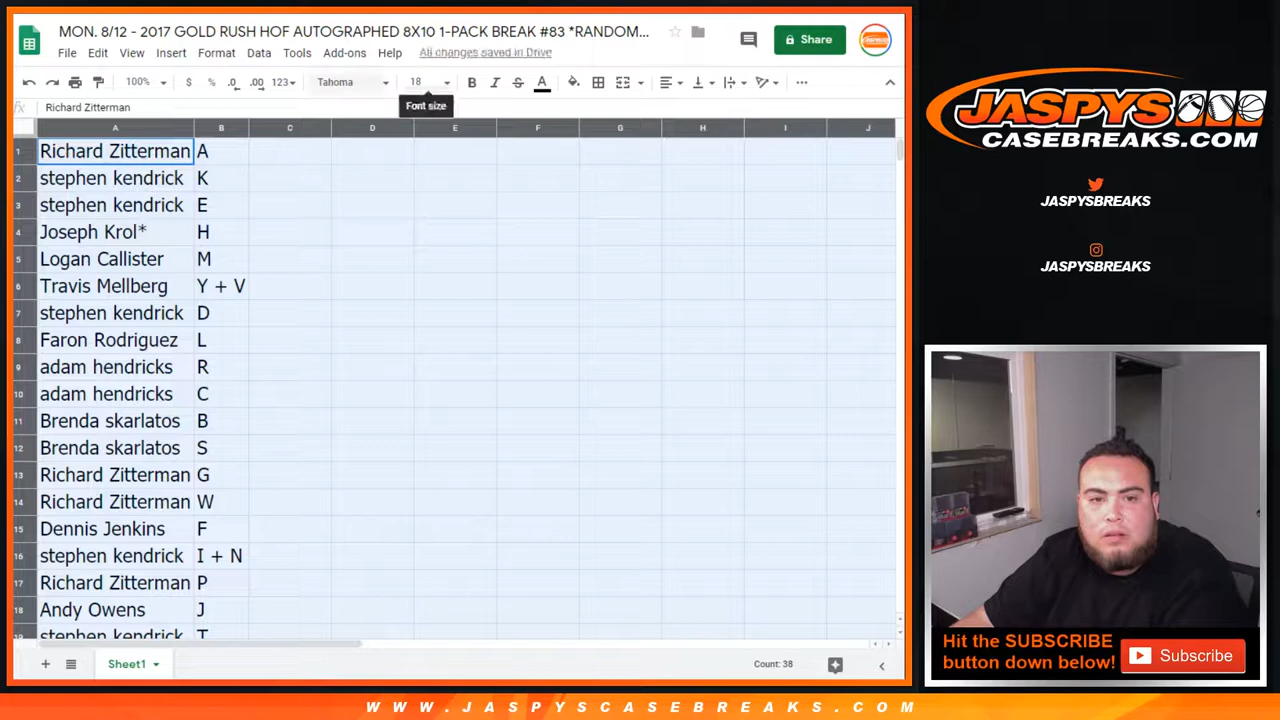 MON. 8/12 - 2017 GOLD RUSH HOF AUTOGRAPHED 8X10 1-PACK BREAK #83 *RANDOM...
Share
File Edit View Insert Format Data Tools Add-ons Help All changes saved in Drive
100% $ % .0 .00 123 Tahoma 18 B I S A
Font size
fx Richard Zitterman
A B C D E F G H I J
1 Richard Zitterman A
2 stephen kendrick K
3 stephen kendrick E
4 Joseph Krol* H
5 Logan Callister M
6 Travis Mellberg Y + V
7 stephen kendrick D
8 Faron Rodriguez L
9 adam hendricks R
10 adam hendricks C
11 Brenda skarlatos B
12 Brenda skarlatos S
13 Richard Zitterman G
14 Richard Zitterman W
15 Dennis Jenkins F
16 stephen kendrick I + N
17 Richard Zitterman P
18 Andy Owens J
19 stephen kendrick T
Sheet1
Count: 38
JASPYS
CASEBREAKS.COM
JASPYSBREAKS
JASPYSBREAKS
Hit the SUBSCRIBE
button down below!
Subscribe
WWW.JASPYSCASEBREAKS.COM